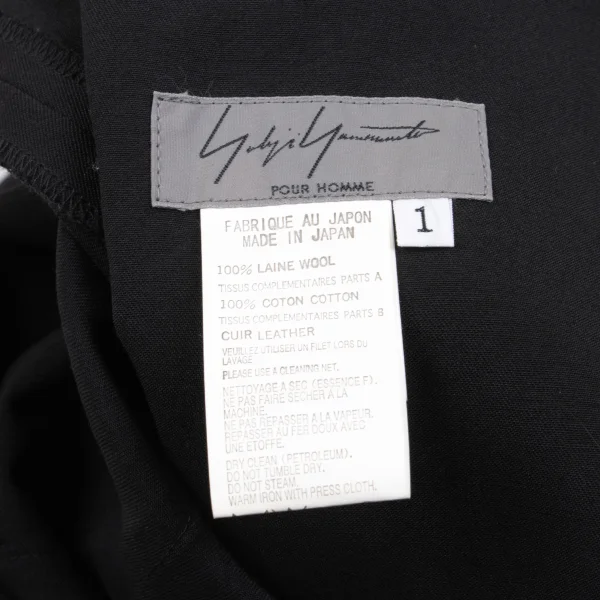 Yohji Yamamoto
POUR HOMME
1
FABRIQUE AU JAPON
MADE IN JAPAN
100% LAINE WOOL
TISSUS COMPLEMENTAIRES PARTS A
100% COTON COTTON
TISSUS COMPLEMENTAIRES PARTS B
CUIR LEATHER
VEUILLEZ UTILISER UN FILET LORS DU
LAVAGE
PLEASE USE A CLEANING NET.
NETTOYAGE A SEC (ESSENCE F).
NE PAS FAIRE SÉCHER A LA
MACHINE.
NE PAS REPASSER A LA VAPEUR.
REPASSER AU FER DOUX AVEC
UNE ETOFFE.
DRY CLEAN (PETROLEUM).
DO NOT TUMBLE DRY.
DO NOT STEAM.
WARM IRON WITH PRESS CLOTH.